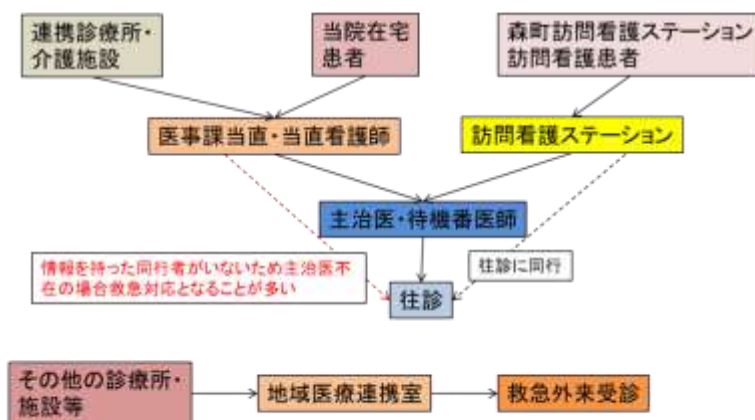 連携診療所・
介護施設
当院在宅
患者
森町訪問看護ステーション
訪問看護患者
医事課当直・当直看護師
訪問看護ステーション
主治医・待機番医師
情報を持った同行者がいないため主治医不
在の場合救急対応となることが多い
往診に同行
往診
その他の診療所・
施設等
地域医療連携室
救急外来受診